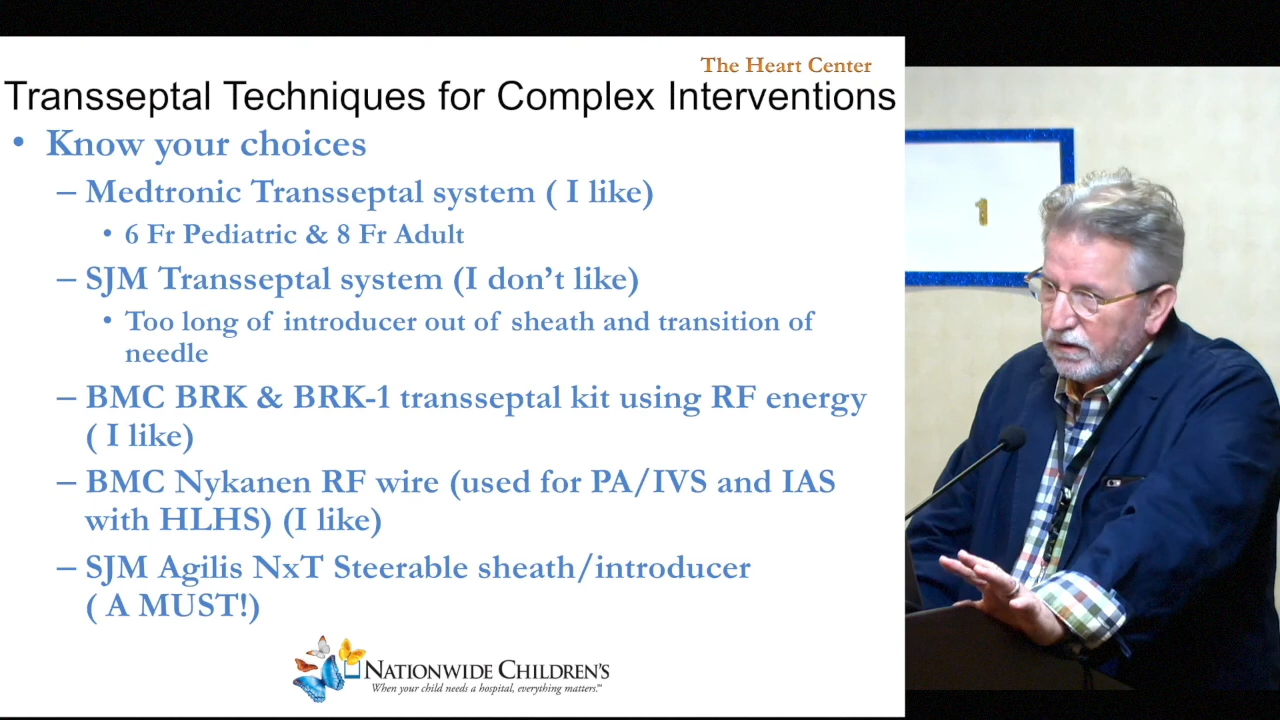 The Heart Center
Transseptal Techniques for Complex Interventions
• Know your choices
– Medtronic Transseptal system ( I like)
• 6 Fr Pediatric & 8 Fr Adult
– SJM Transseptal system (I don't like)
• Too long of introducer out of sheath and transition of
needle
– BMC BRK & BRK-1 transseptal kit using RF energy
( I like)
– BMC Nykanen RF wire (used for PA/IVS and IAS
with HLHS) (I like)
– SJM Agilis NxT Steerable sheath/introducer
( A MUST!)
NATIONWIDE CHILDREN'S
When your child needs a hospital, everything matters.™
1